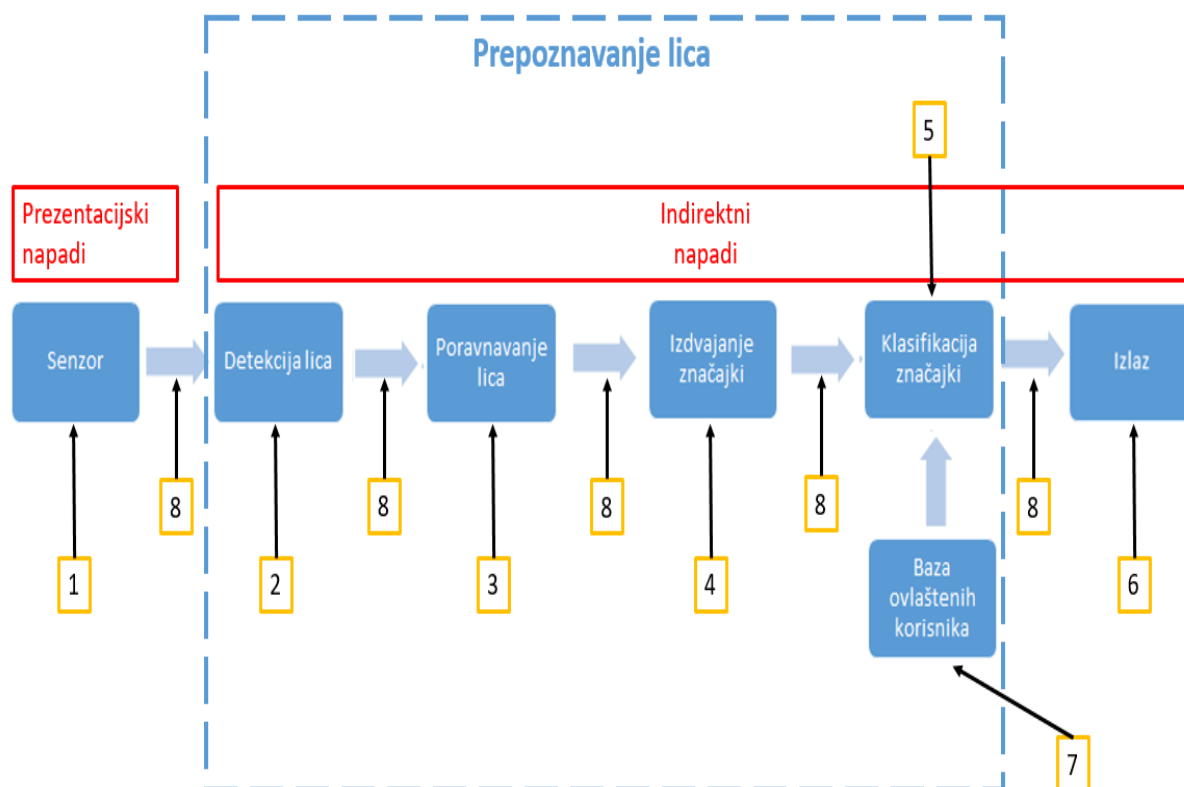 Prepoznavanje lica
5
Prezentacijski
napadi
Indirektni
napadi
Senzor
Detekcija lica
Poravnavanje
lica
Izdvajanje
značajki
Klasifikacija
značajki
Izlaz
8
8
8
8
8
1
2
3
4
Baza
ovlaštenih
korisnika
6
7